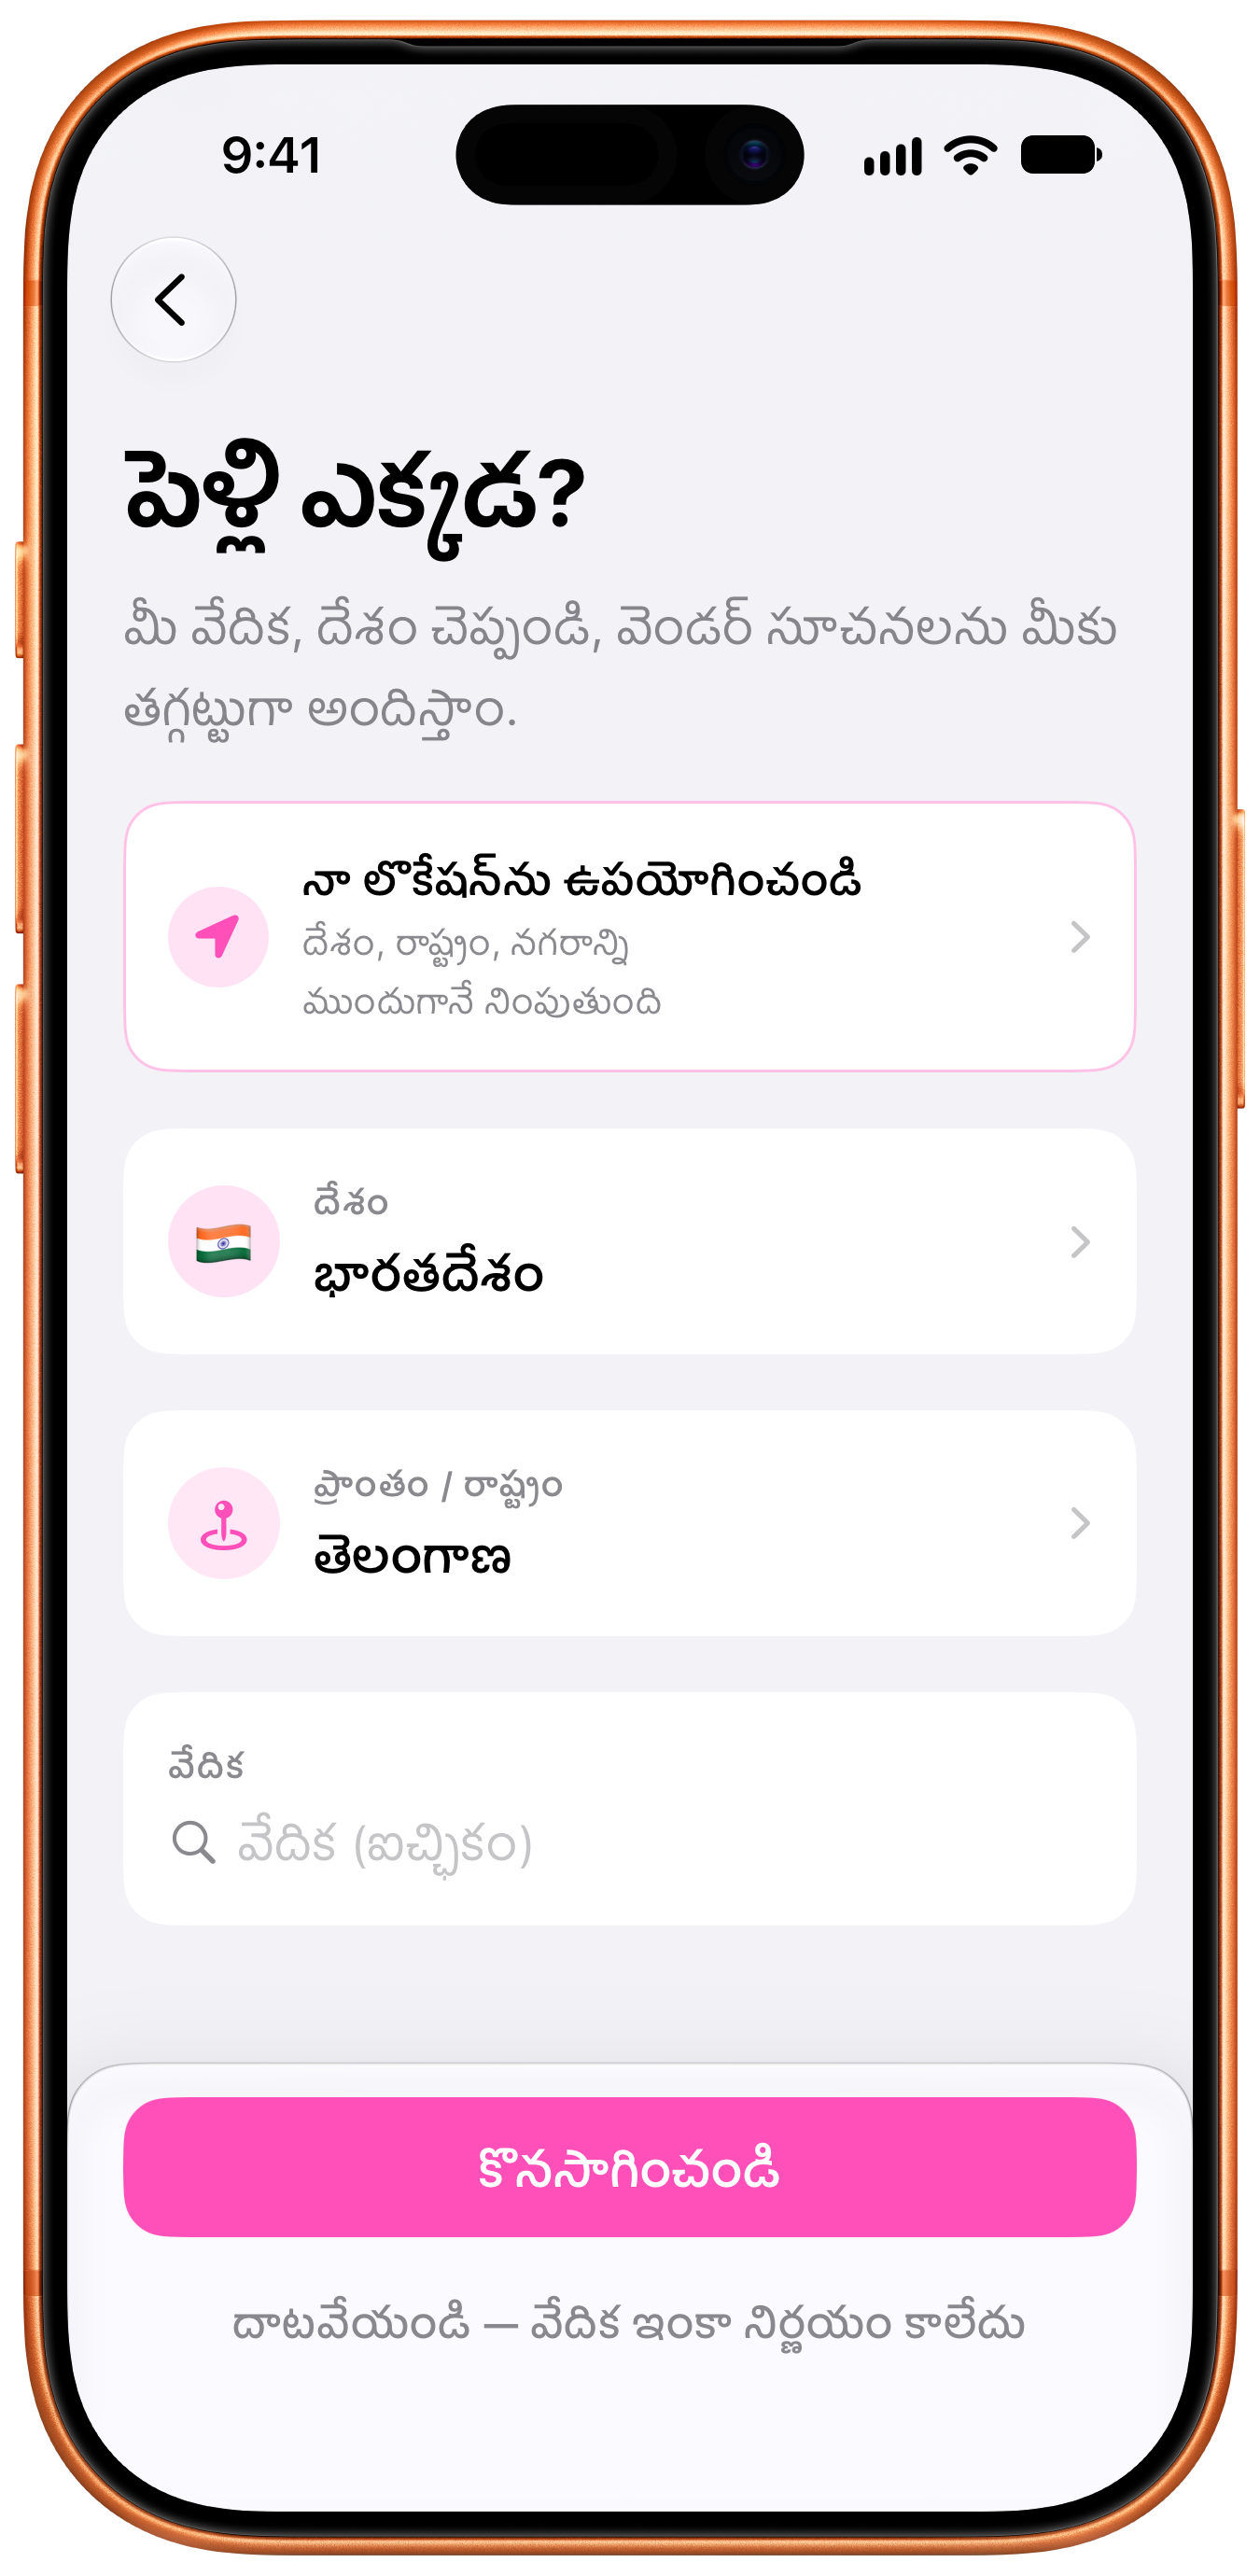 9:41
పెళ్లి ఎక్కడ?
మీ వేదిక, దేశం చెప్పండి, వెండర్ సూచనలను మీకు
తగ్గట్టుగా అందిస్తాం.
నా లొకేషన్‌ను ఉపయోగించండి
దేశం, రాష్ట్రం, నగరాన్ని
ముందుగానే నింపుతుంది
దేశం
భారతదేశం
ప్రాంతం / రాష్ట్రం
తెలంగాణ
వేదిక
వేదిక (ఐచ్ఛికం)
కొనసాగించండి
దాటవేయండి — వేదిక ఇంకా నిర్ణయం కాలేదు